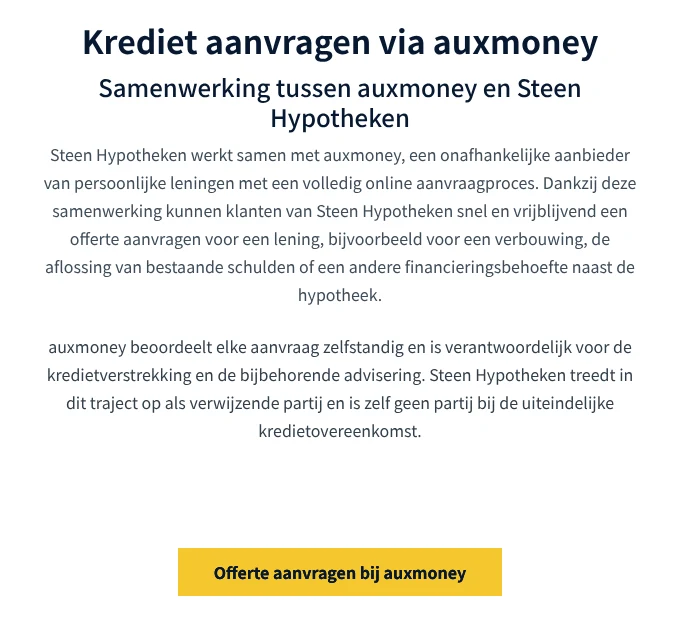 Krediet aanvragen via auxmoney
Samenwerking tussen auxmoney en Steen
Hypotheken
Steen Hypotheken werkt samen met auxmoney, een onafhankelijke aanbieder
van persoonlijke leningen met een volledig online aanvraagproces. Dankzij deze
samenwerking kunnen klanten van Steen Hypotheken snel en vrijblijvend een
offerte aanvragen voor een lening, bijvoorbeeld voor een verbouwing, de
aflossing van bestaande schulden of een andere financieringsbehoefte naast de
hypotheek.
auxmoney beoordeelt elke aanvraag zelfstandig en is verantwoordelijk voor de
kredietverstrekking en de bijbehorende advisering. Steen Hypotheken treedt in
dit traject op als verwijzende partij en is zelf geen partij bij de uiteindelijke
kredietovereenkomst.
Offerte aanvragen bij auxmoney